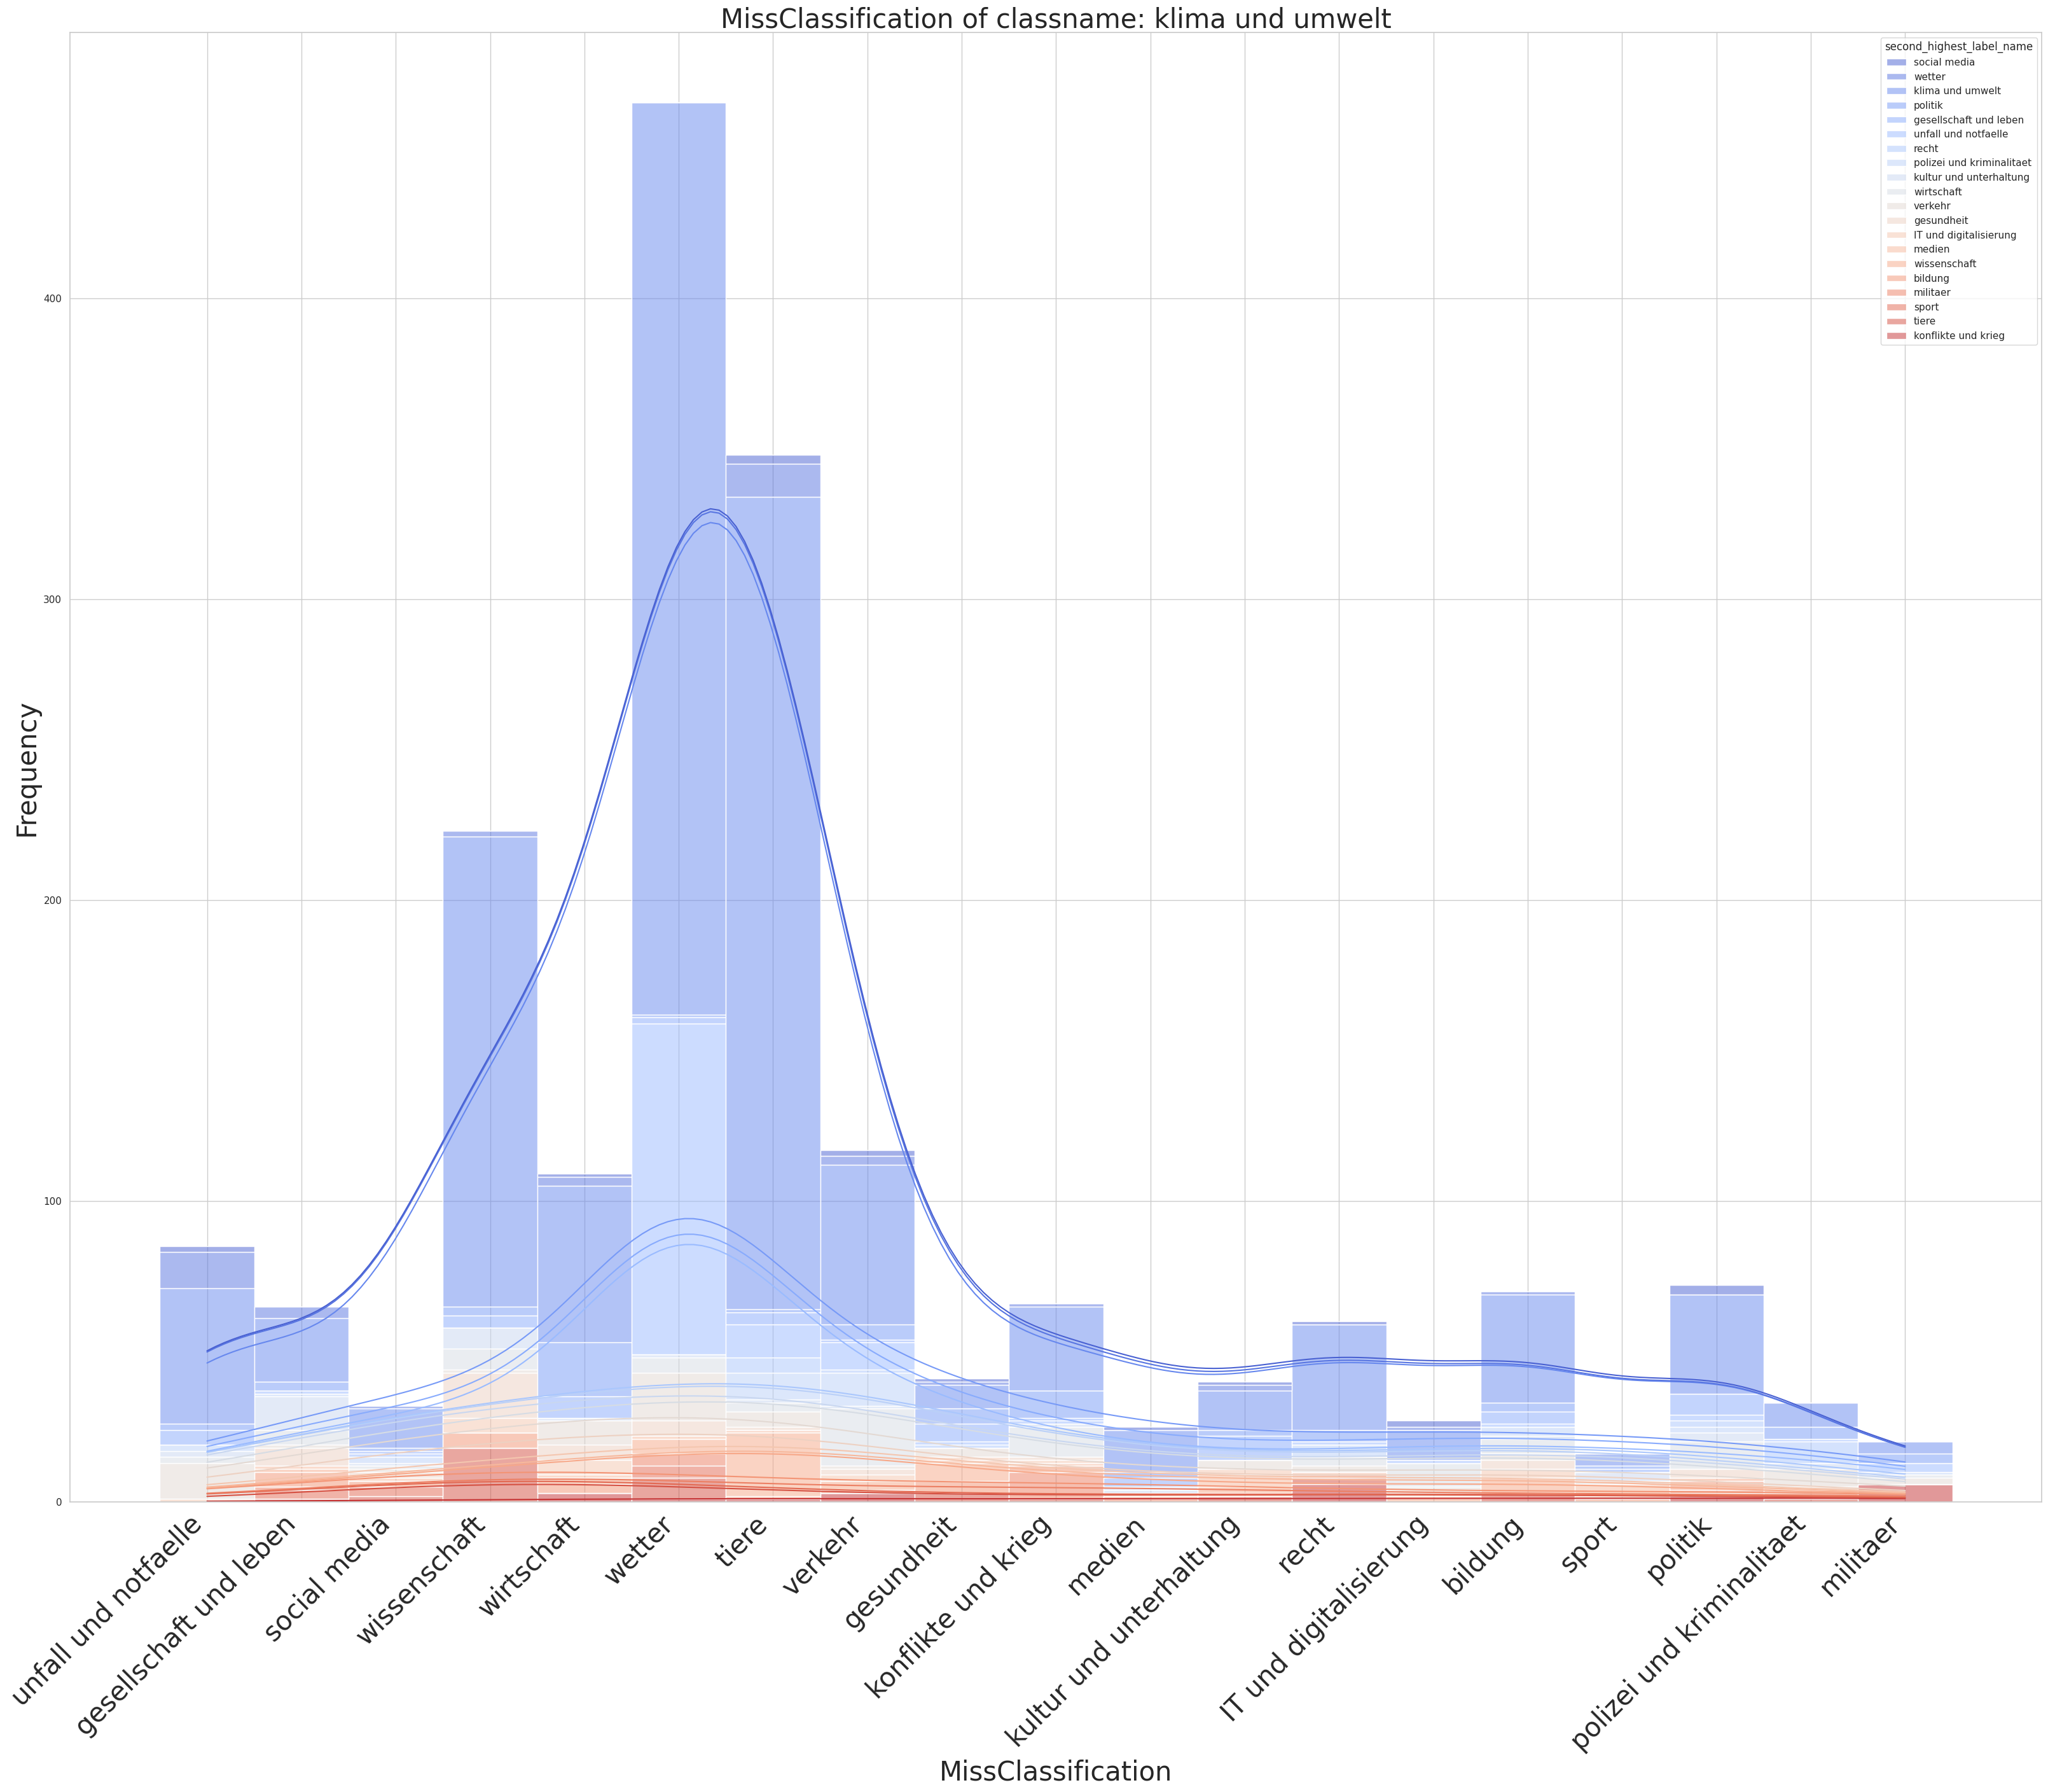 MissClassification of classname: klima und umwelt
second_highest_label_name
social media
wetter
klima und umwelt
politik
gesellschaft und leben
unfall und notfaelle
recht
polizei und kriminalitaet
kultur und unterhaltung
wirtschaft
verkehr
gesundheit
IT und digitalisierung
medien
wissenschaft
bildung
militaer
sport
tiere
konflikte und krieg
Frequency
400
300
200
100
0
unfall und notfaelle
gesellschaft und leben
social media
wissenschaft
wirtschaft
wetter
tiere
verkehr
gesundheit
konflikte und krieg
medien
kultur und unterhaltung
recht
IT und digitalisierung
bildung
sport
politik
polizei und kriminalitaet
militaer
MissClassification